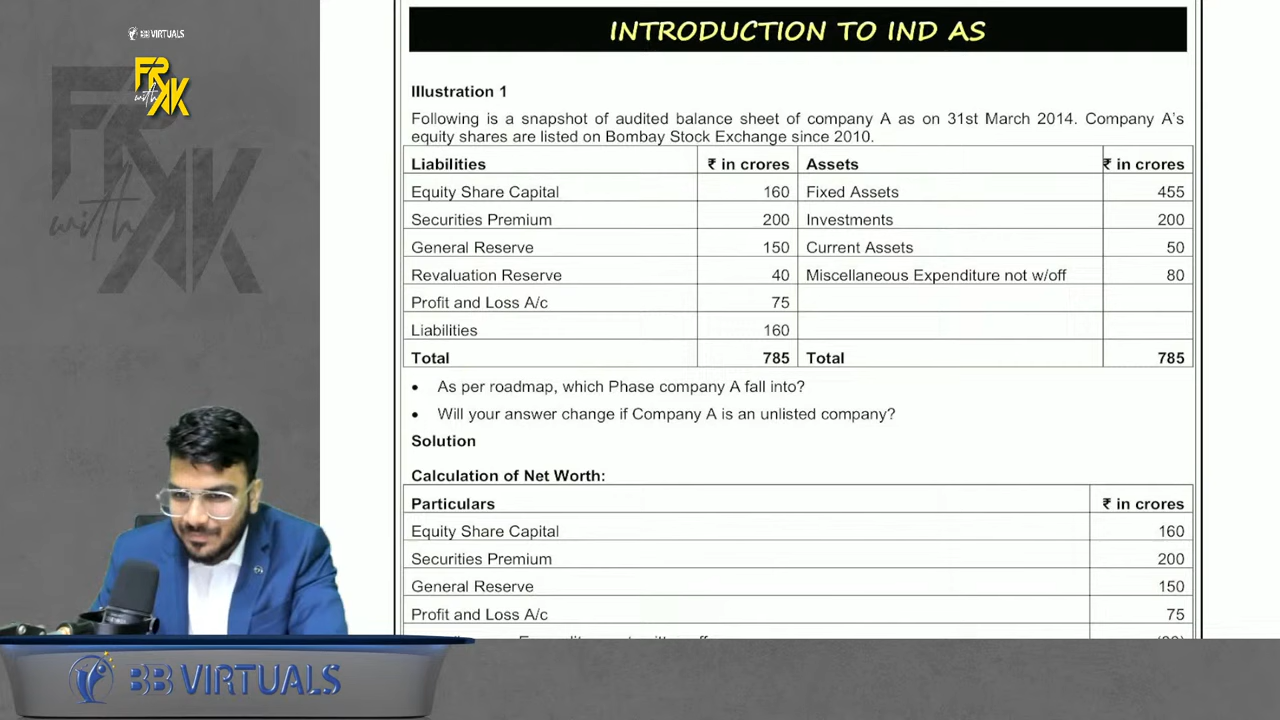 BB VIRTUALS
FR
with
AK
FR
with
AK
INTRODUCTION TO IND AS
Illustration 1
Following is a snapshot of audited balance sheet of company A as on 31st March 2014. Company A's
equity shares are listed on Bombay Stock Exchange since 2010.
Liabilities ₹ in crores Assets ₹ in crores
Equity Share Capital 160 Fixed Assets 455
Securities Premium 200 Investments 200
General Reserve 150 Current Assets 50
Revaluation Reserve 40 Miscellaneous Expenditure not w/off 80
Profit and Loss A/c 75
Liabilities 160
Total 785 Total 785
• As per roadmap, which Phase company A fall into?
• Will your answer change if Company A is an unlisted company?
Solution
Calculation of Net Worth:
Particulars ₹ in crores
Equity Share Capital 160
Securities Premium 200
General Reserve 150
Profit and Loss A/c 75
BB VIRTUALS